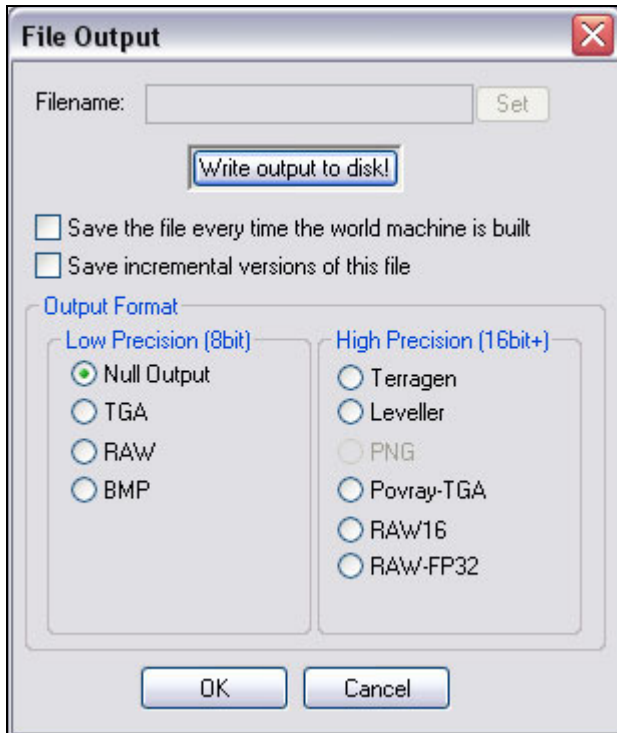 File Output
Filename:
Set
Write output to disk!
Save the file every time the world machine is built
Save incremental versions of this file
Output Format
Low Precision (8bit)
Null Output
TGA
RAW
BMP
High Precision (16bit+)
Terragen
Leveller
PNG
Povray-TGA
RAW16
RAW-FP32
OK
Cancel